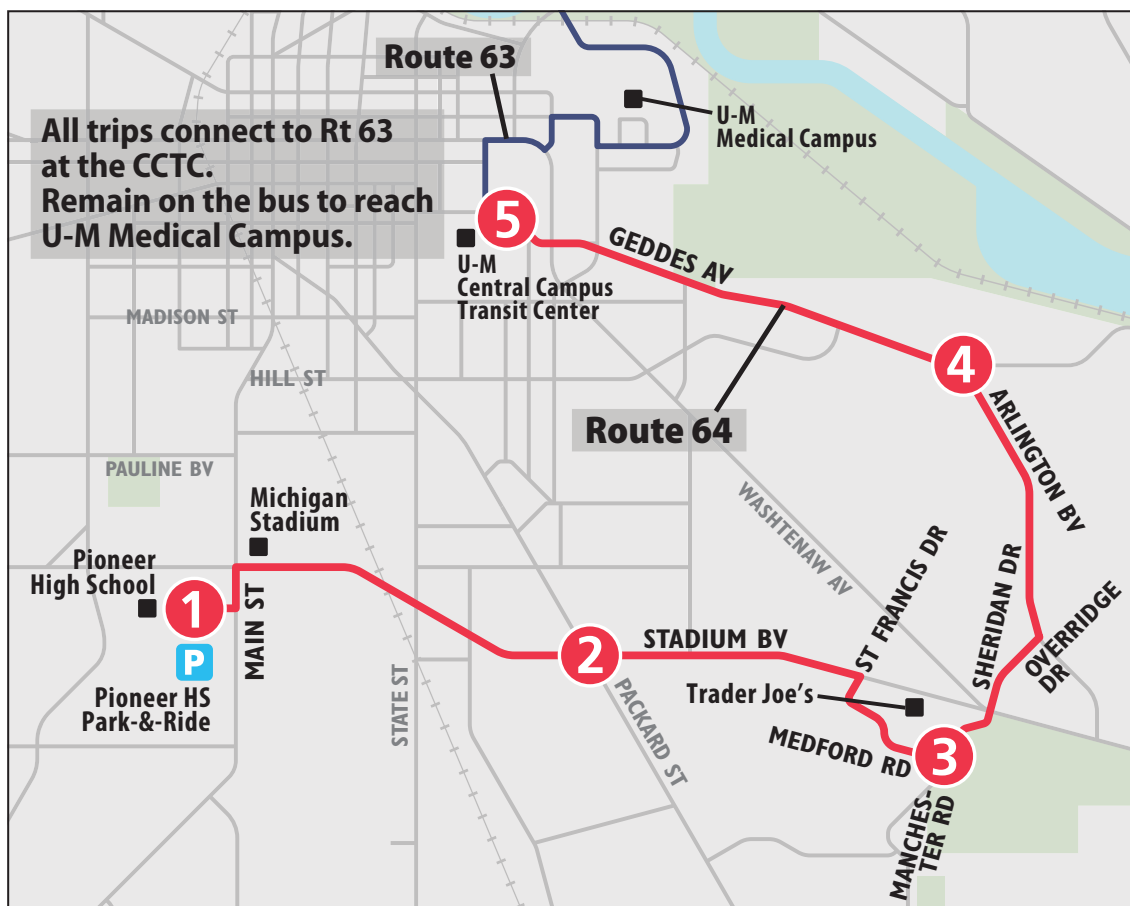 Route 63
All trips connect to Rt 63
at the CCTC.
Remain on the bus to reach
U-M Medical Campus.
U-M
Medical Campus
5
U-M
Central Campus
Transit Center
GEDDES AV
MADISON ST
HILL ST
4
Route 64
ARLINGTON BV
PAULINE BV
Michigan
Stadium
WASHTENAW AV
Pioneer
High School
1
P
Pioneer HS
Park-&-Ride
MAIN ST
STATE ST
2
STADIUM BV
PACKARD ST
ST FRANCIS DR
SHERIDAN DR
OVERRIDGE
DR
Trader Joe's
MEDFORD RD
3
MANCHES-
TER RD